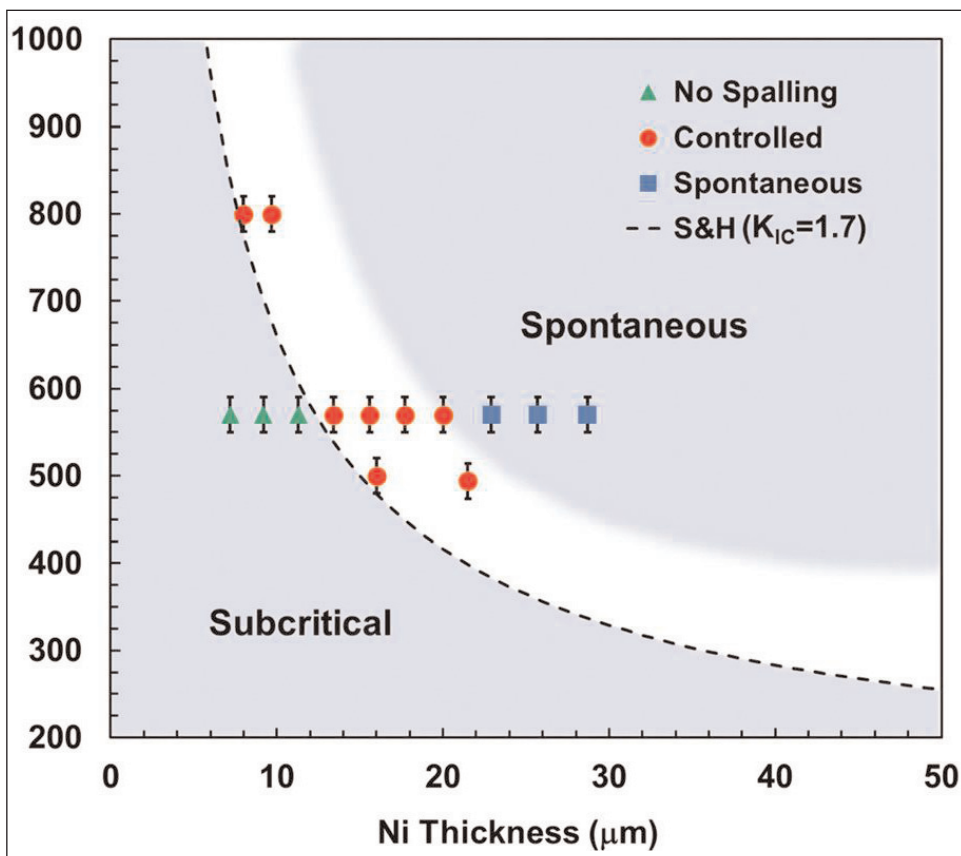 1000
900
800
700
600
500
400
300
200
No Spalling
Controlled
Spontaneous
S&H (K_IC=1.7)
Spontaneous
Subcritical
0 10 20 30 40 50
Ni Thickness (μm)